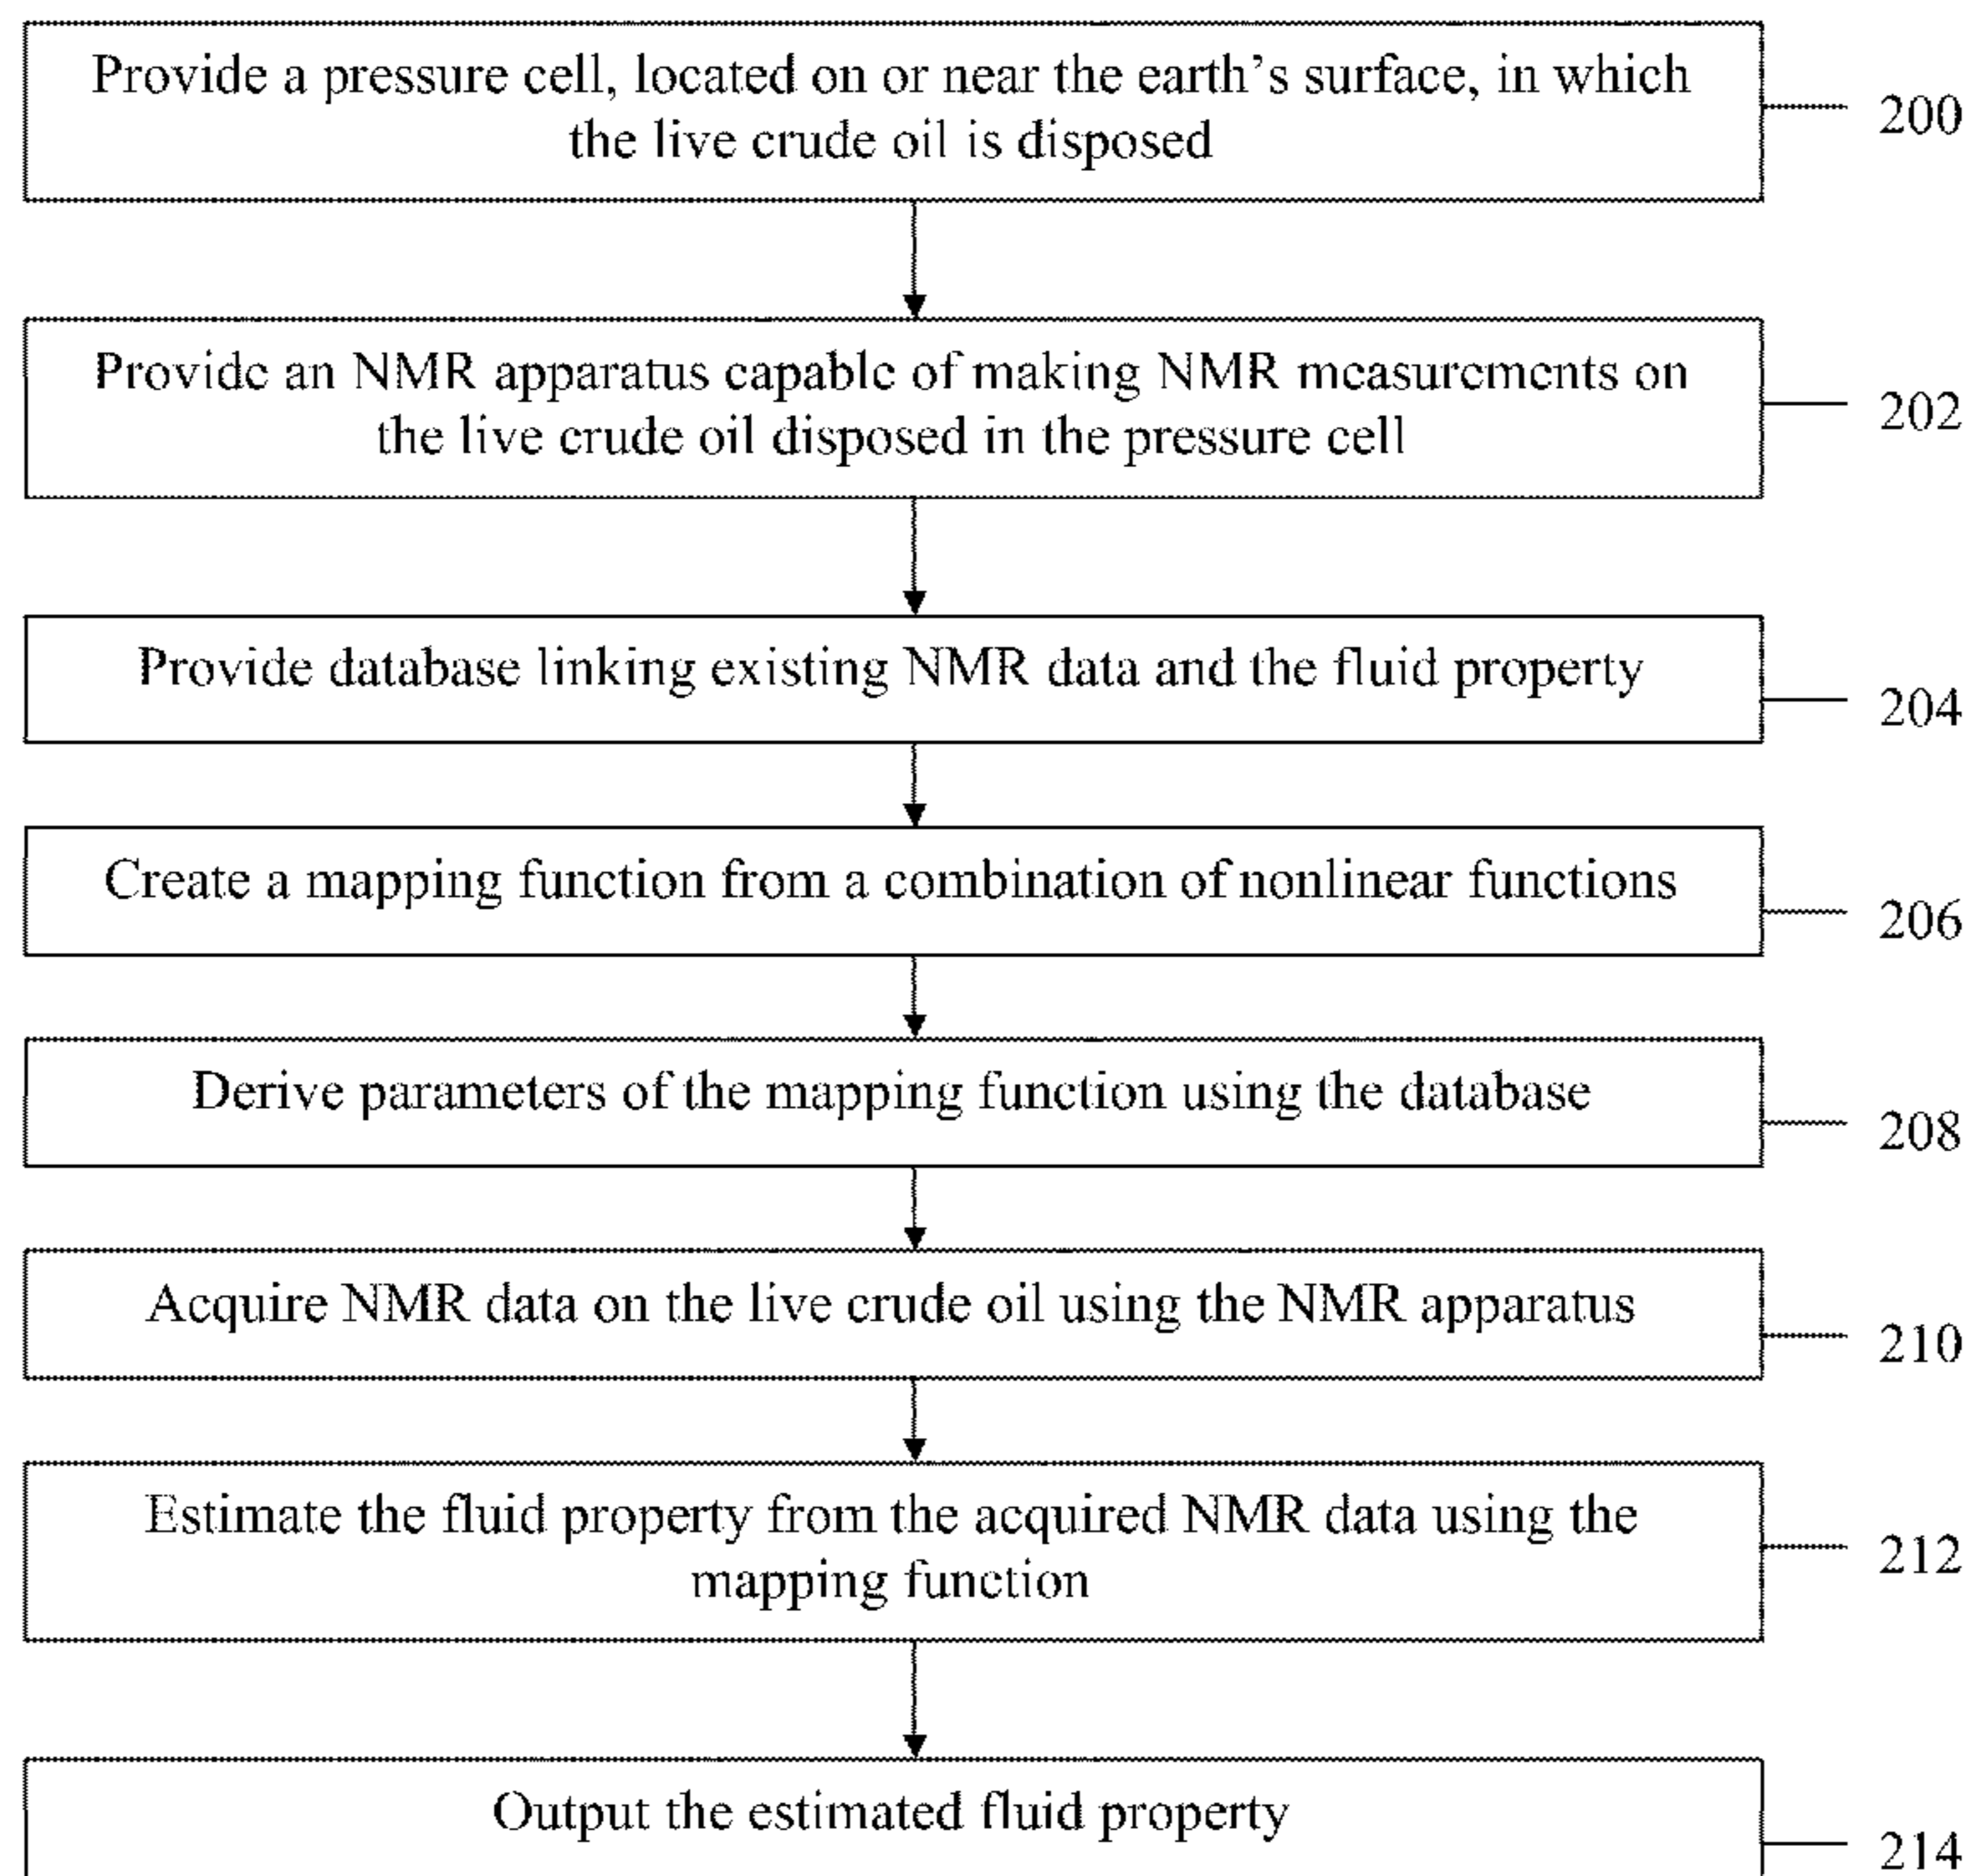 Provide a pressure cell, located on or near the earth's surface, in which
the live crude oil is disposed
200
Provide an NMR apparatus capable of making NMR measurements on
the live crude oil disposed in the pressure cell
202
Provide database linking existing NMR data and the fluid property
204
Create a mapping function from a combination of nonlinear functions
206
Derive parameters of the mapping function using the database
208
Acquire NMR data on the live crude oil using the NMR apparatus
210
Estimate the fluid property from the acquired NMR data using the
mapping function
212
Output the estimated fluid property
214